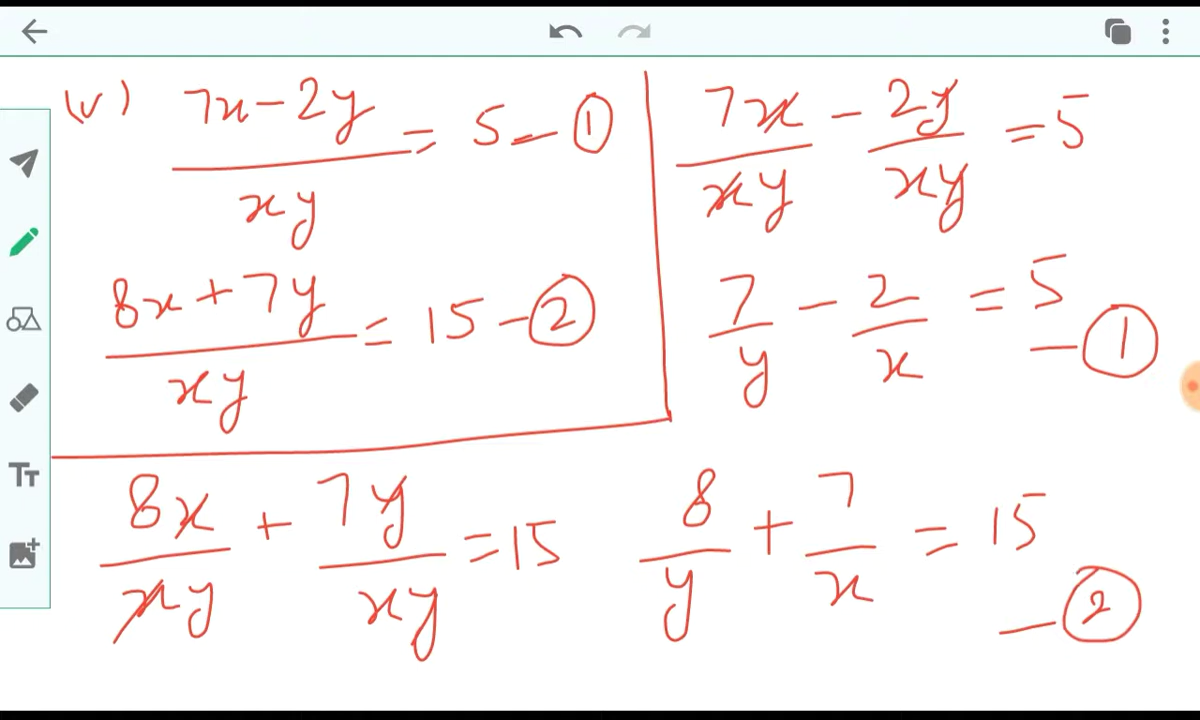 (v) (7x - 2y)/(xy) = 5 - ①
(8x + 7y)/(xy) = 15 - ②
7x/(xy) - 2y/(xy) = 5
7/y - 2/x = 5 - ①
8x/(xy) + 7y/(xy) = 15
8/y + 7/x = 15 - ②
TT